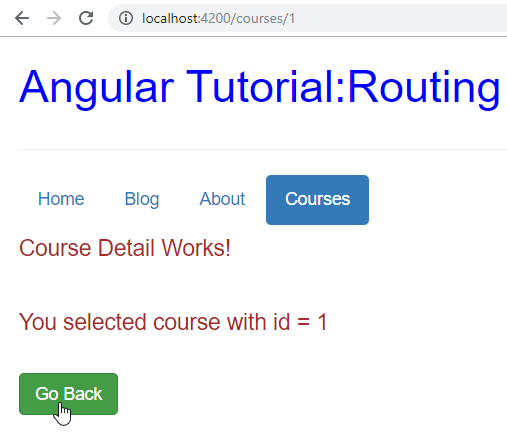 localhost:4200/courses/1
Angular Tutorial:Routing
Home Blog About Courses
Course Detail Works!
You selected course with id = 1
Go Back